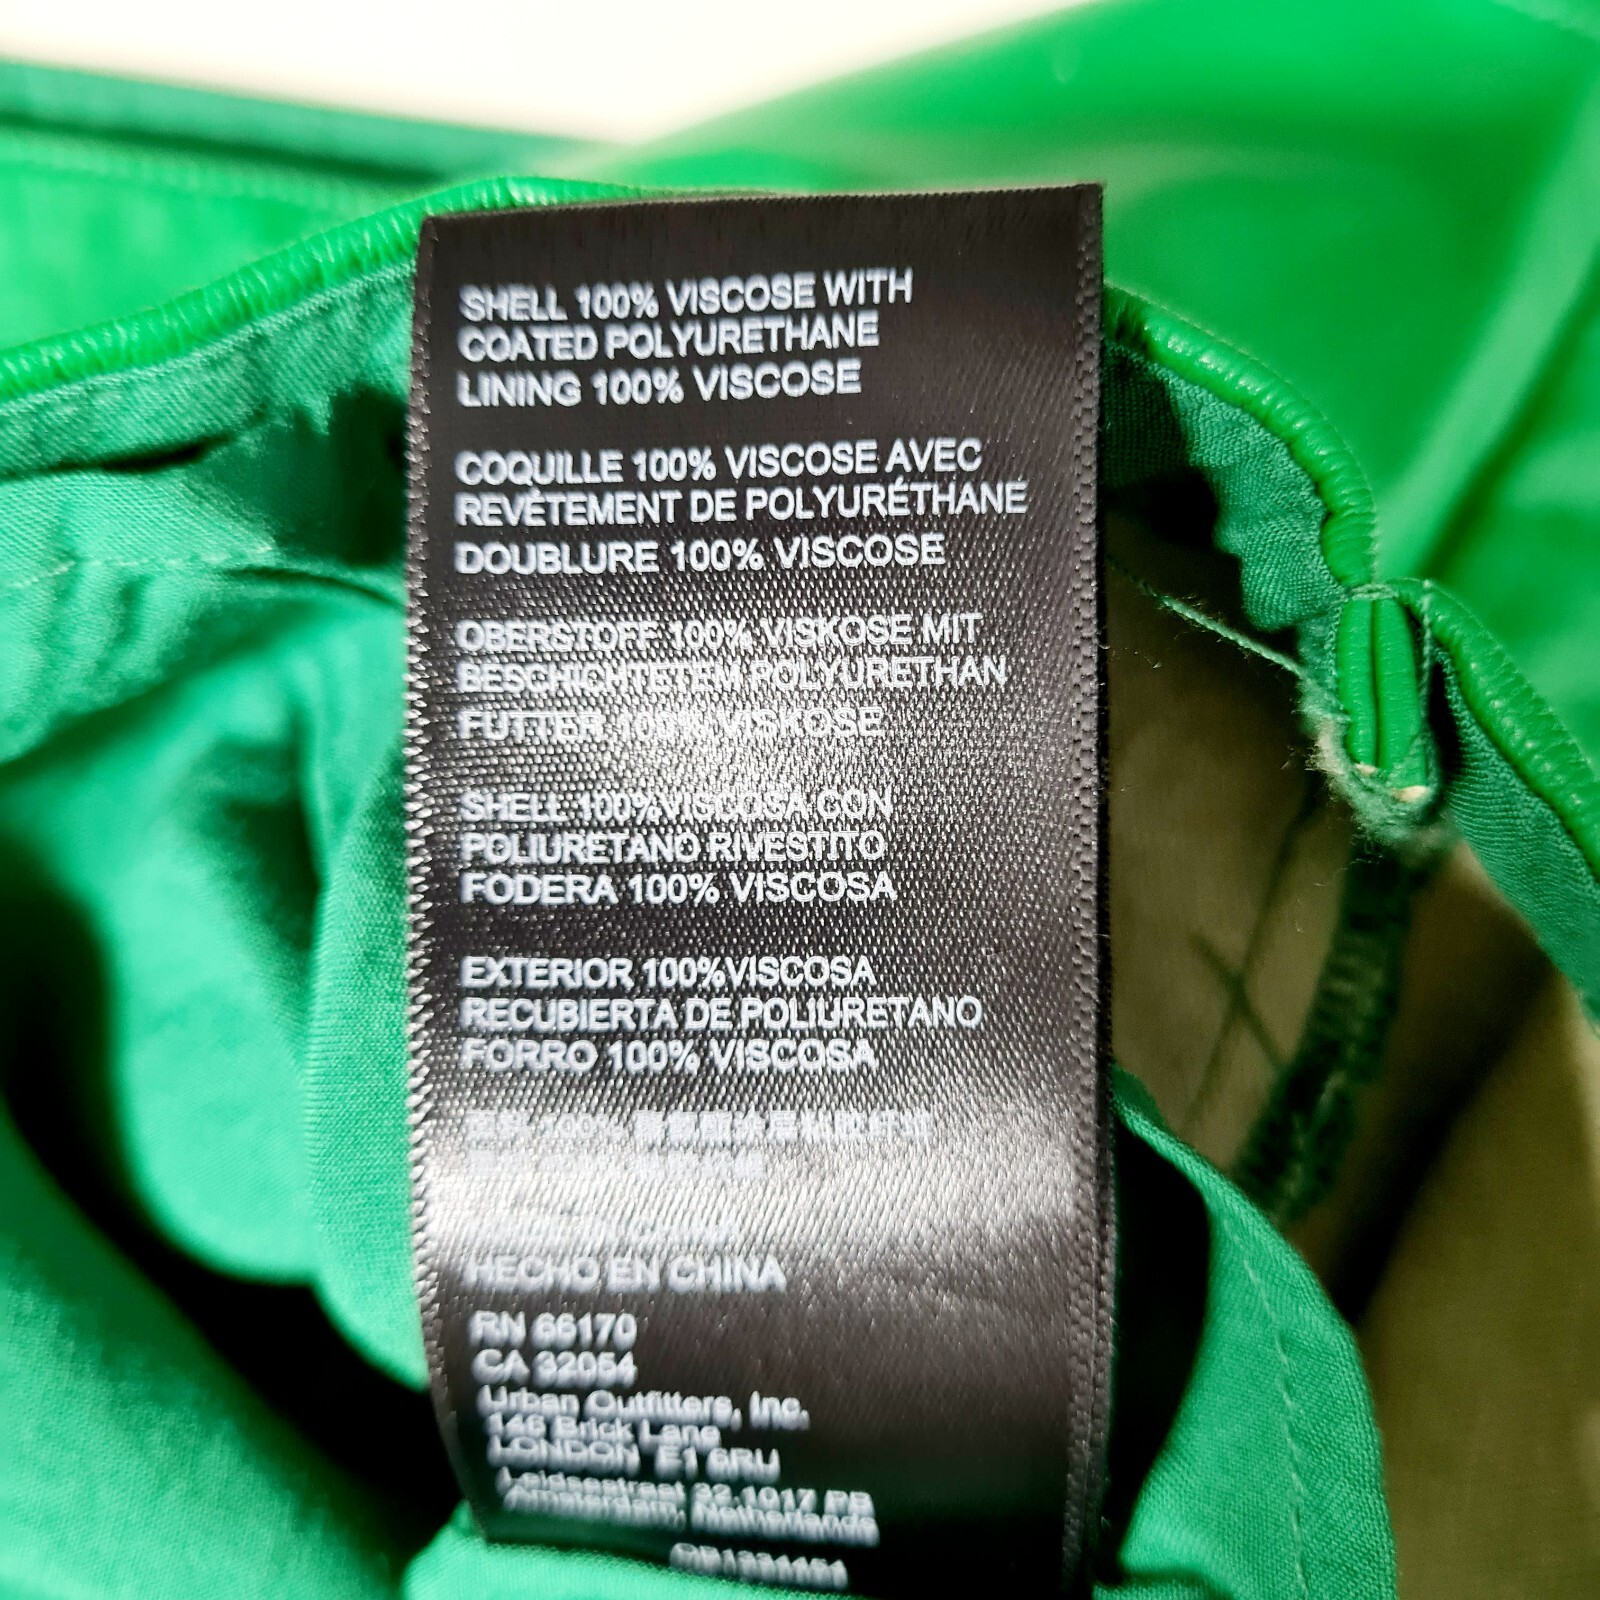 SHELL 100% VISCOSE WITH
COATED POLYURETHANE
LINING 100% VISCOSE
COQUILLE 100% VISCOSE AVEC
REVÊTEMENT DE POLYURÉTHANE
DOUBLURE 100% VISCOSE
OBERSTOFF 100% VISKOSE MIT
BESCHICHTETEM POLYURETHAN
FUTTER 100% VISKOSE
SHELL 100%VISCOSA CON
POLIURETANO RIVESTITO
FODERA 100% VISCOSA
EXTERIOR 100%VISCOSA
RECUBIERTA DE POLIURETANO
FORRO 100% VISCOSA
100%
HECHO EN CHINA
RN 66170
CA 32054
Urban Outfitters, Inc.
146 Brick Lane
LONDON E1 6RU
Leidsestraat 32,1017 PB
Amsterdam, Netherlands